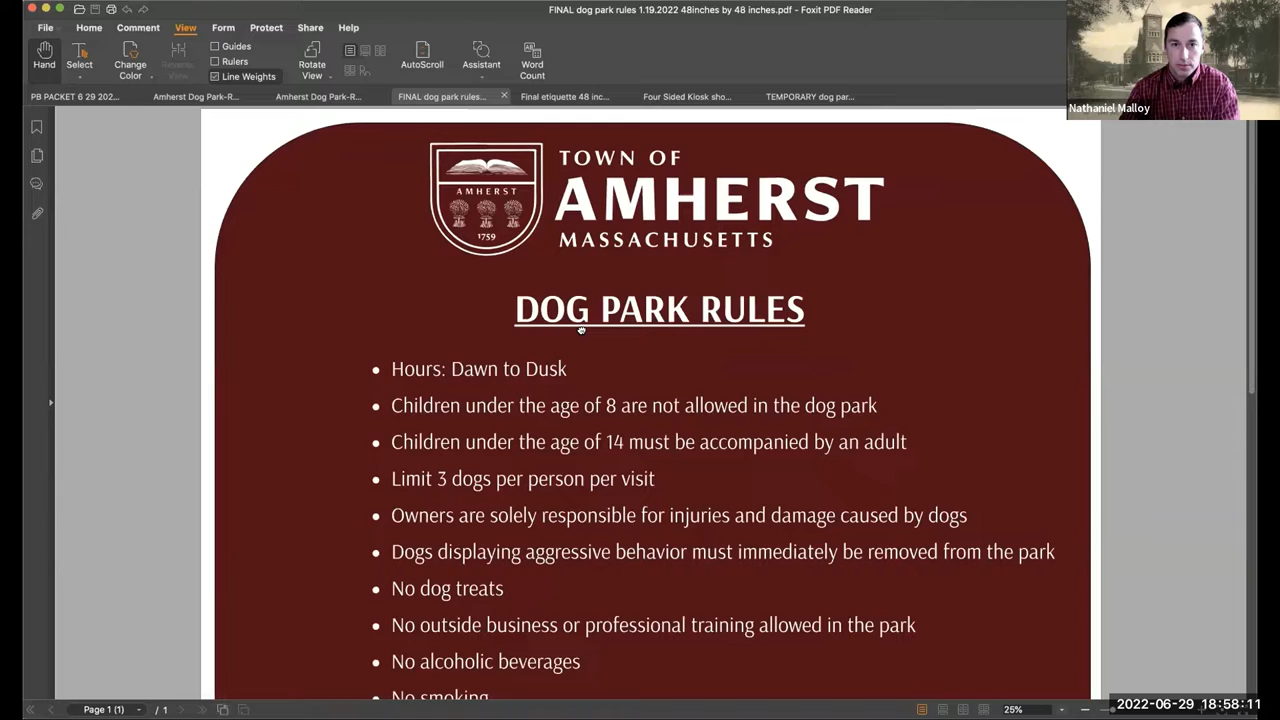 FINAL dog park rules 1.19.2022 48inches by 48 inches.pdf - Foxit PDF Reader
File Home Comment View Form Protect Share Help
Hand Select Change Color Reverse View Guides Rulers Line Weights Rotate View AutoScroll Assistant Word Count
PB PACKET 6 29 202... Amherst Dog Park-R... Amherst Dog Park-R... FINAL dog park rules... Final etiquette 48 inc... Four Sided Kiosk sho... TEMPORARY dog par...
Nathaniel Malloy
TOWN OF
AMHERST
MASSACHUSETTS
AMHERST
1759
DOG PARK RULES
• Hours: Dawn to Dusk
• Children under the age of 8 are not allowed in the dog park
• Children under the age of 14 must be accompanied by an adult
• Limit 3 dogs per person per visit
• Owners are solely responsible for injuries and damage caused by dogs
• Dogs displaying aggressive behavior must immediately be removed from the park
• No dog treats
• No outside business or professional training allowed in the park
• No alcoholic beverages
• No smoking
Page 1 (1) / 1 25%
2022-06-29 18:58:11